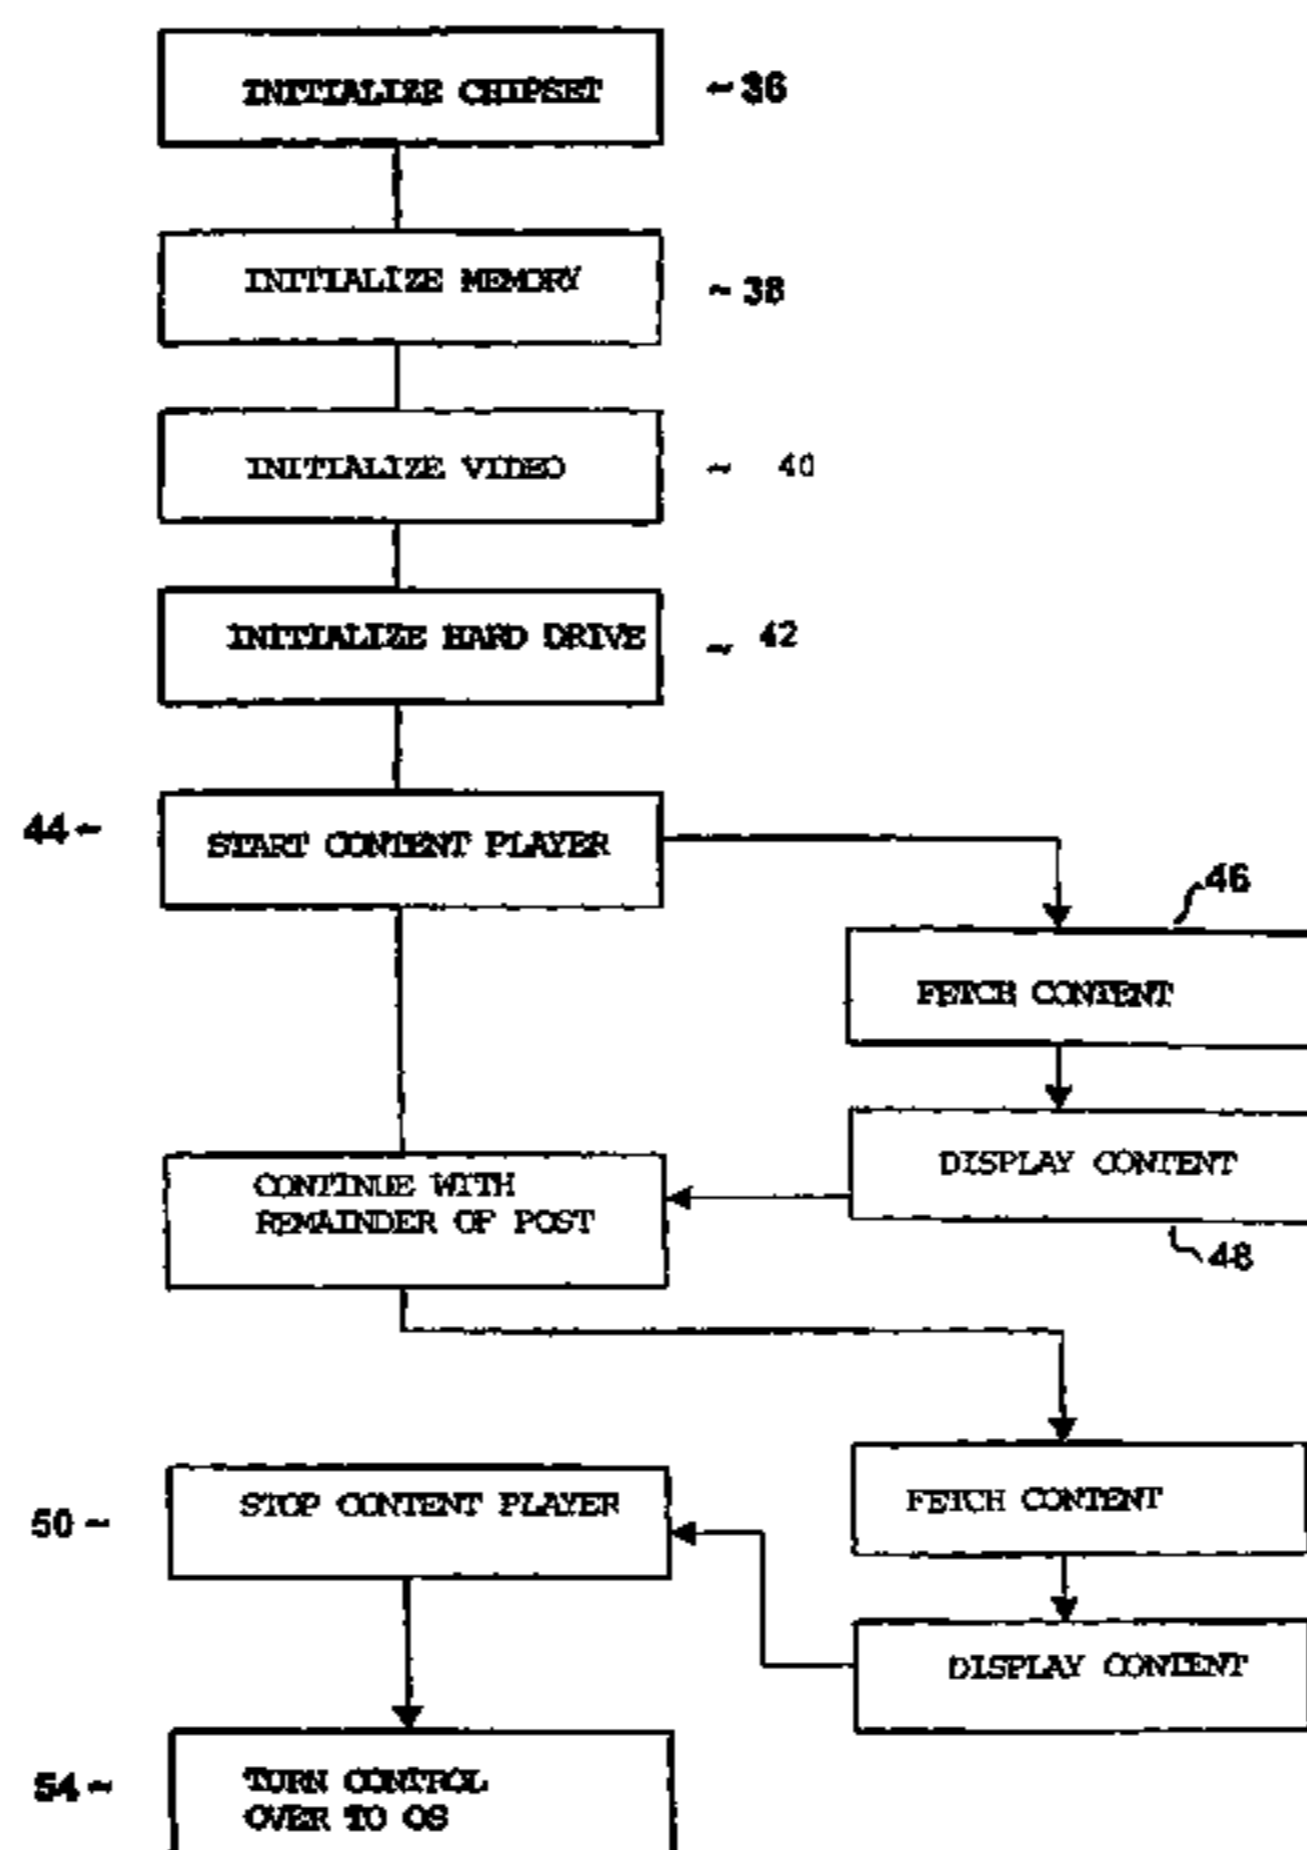 INITIALIZE CHIPSET
~36
INITIALIZE MEMORY
~38
INITIALIZE VIDEO
~ 40
INITIALIZE HARD DRIVE
~ 42
44~
START CONTENT PLAYER
46
FETCH CONTENT
DISPLAY CONTENT
48
CONTINUE WITH
REMAINDER OF POST
FETCH CONTENT
50~
STOP CONTENT PLAYER
DISPLAY CONTENT
54~
TURN CONTROL
OVER TO OS